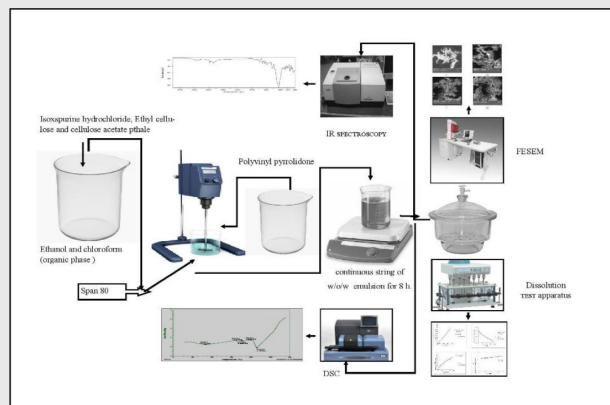 IR SPECTROSCOPY
Isoxspurine hydrochloride, Ethyl cellu-
lose and cellulose acetate pthale
FESEM
Polyvinyl pyrrolidone
Ethanol and chloroform
(organic phase )
Span 80
continuous string of
w/o/w emulsion for 8 h.
Dissolution
TEST apparatus
DSC